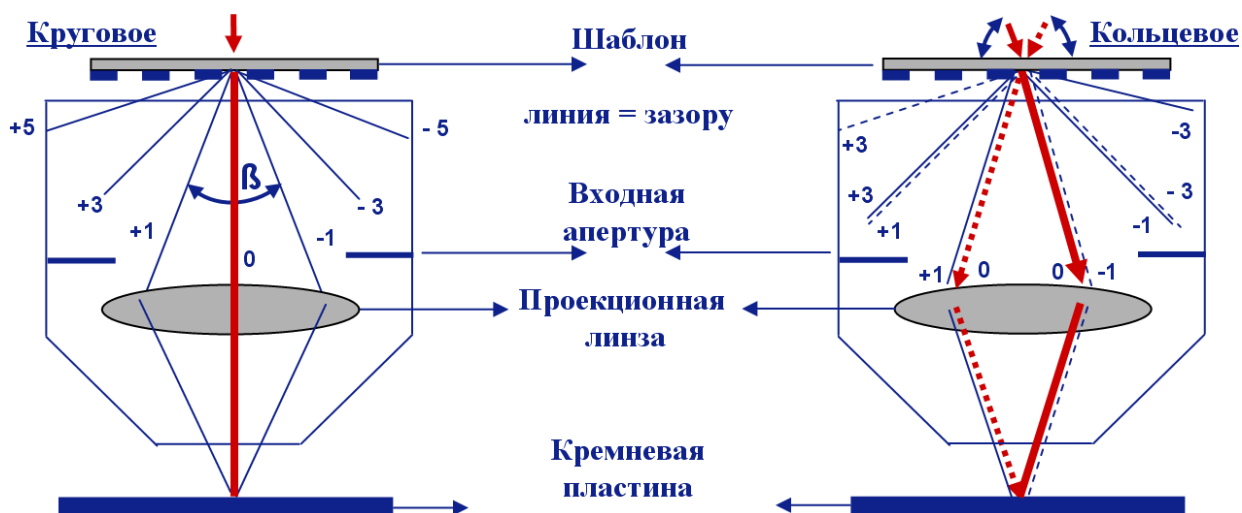 Круговое
Шаблон
Кольцевое
линия = зазору
+5
- 5
+3
- 3
+1
-1
0
ß
Входная
апертура
+3
-3
+3
- 3
+1
-1
+1
0
0
-1
Проекционная
линза
Кремневая
пластина